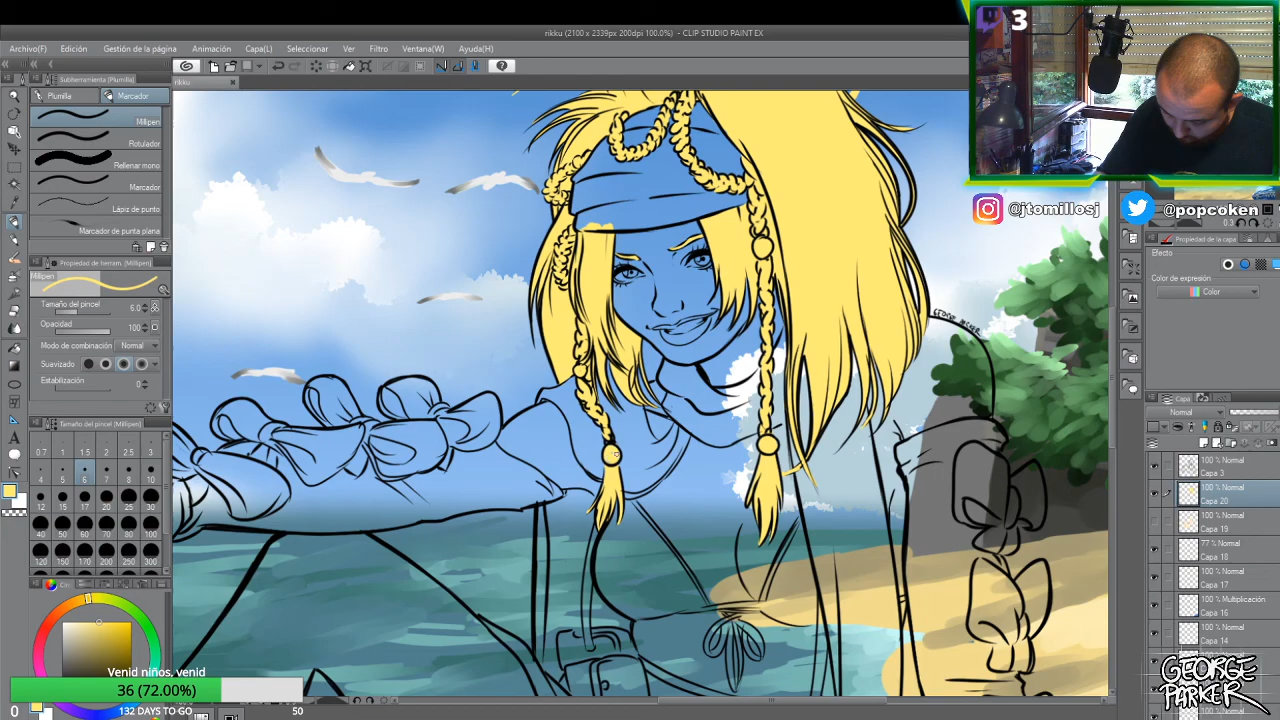 rikku (2100 x 2339px 200dpi 100.0%) - CLIP STUDIO PAINT EX
Archivo(F) Edición Gestión de la página Animación Capa(L) Seleccionar Ver Filtro Ventana(W) Ayuda(H)
rikku
Subherramienta [Plumilla]
Plumilla Marcador
Millipen
Rotulador
Rellenar mono
Marcador
Lápiz de punto
Marcador de punta plana
Propiedad de herram. [Millipen]
Millipen
Tamaño del pincel 6.0
Opacidad 100
Modo de combinación Normal
Suavizado
Estabilización 0
Tamaño del pincel [Millipen]
0.7 1 1.5 2 2.5 3
4 5 6 7 8 10
12 15 17 20 25 30
40 50 60 70 80 100
120 150 170 200 250 300
Venid niños, venid
36 (72.00%)
0 132 DAYS TO GO 50
3
@jtomillosj
@popcoken
Propiedad de la capa
Efecto
Color de expresión
Color
Capa
Normal
100 % Normal
Capa 3
100 % Normal
Capa 20
100 % Normal
Capa 19
77 % Normal
Capa 18
100 % Normal
Capa 17
100 % Multiplicación
Capa 16
100 % Normal
Capa 14
GEORGE
PARKER